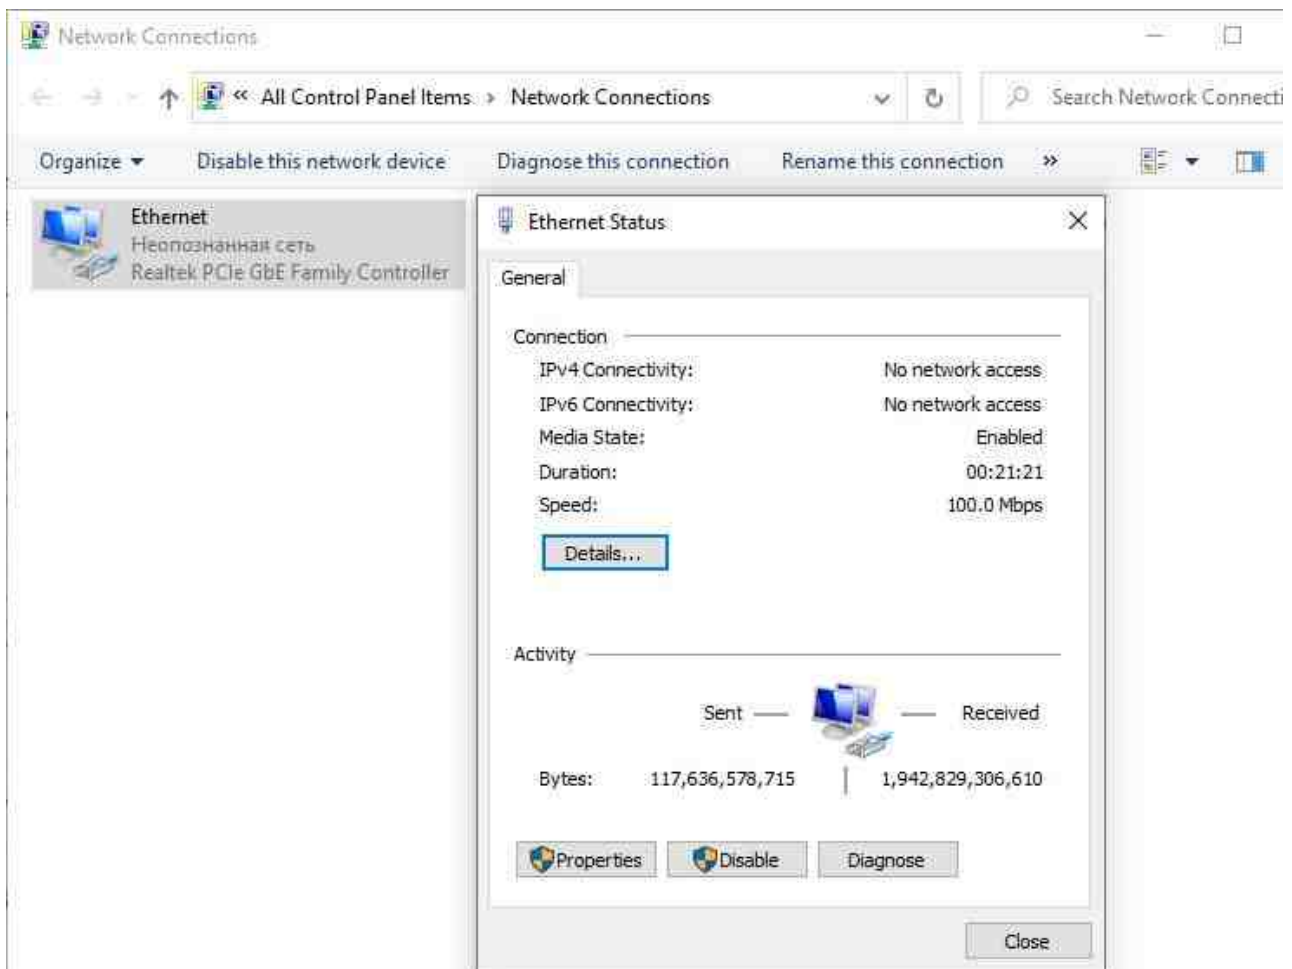 Network Connections
« All Control Panel Items > Network Connections
Search Network Connecti
Organize Disable this network device Diagnose this connection Rename this connection »
Ethernet
Неопознанная сеть
Realtek PCIe GbE Family Controller
Ethernet Status
General
Connection
IPv4 Connectivity: No network access
IPv6 Connectivity: No network access
Media State: Enabled
Duration: 00:21:21
Speed: 100.0 Mbps
Details...
Activity
Sent Received
Bytes: 117,636,578,715 1,942,829,306,610
Properties Disable Diagnose
Close